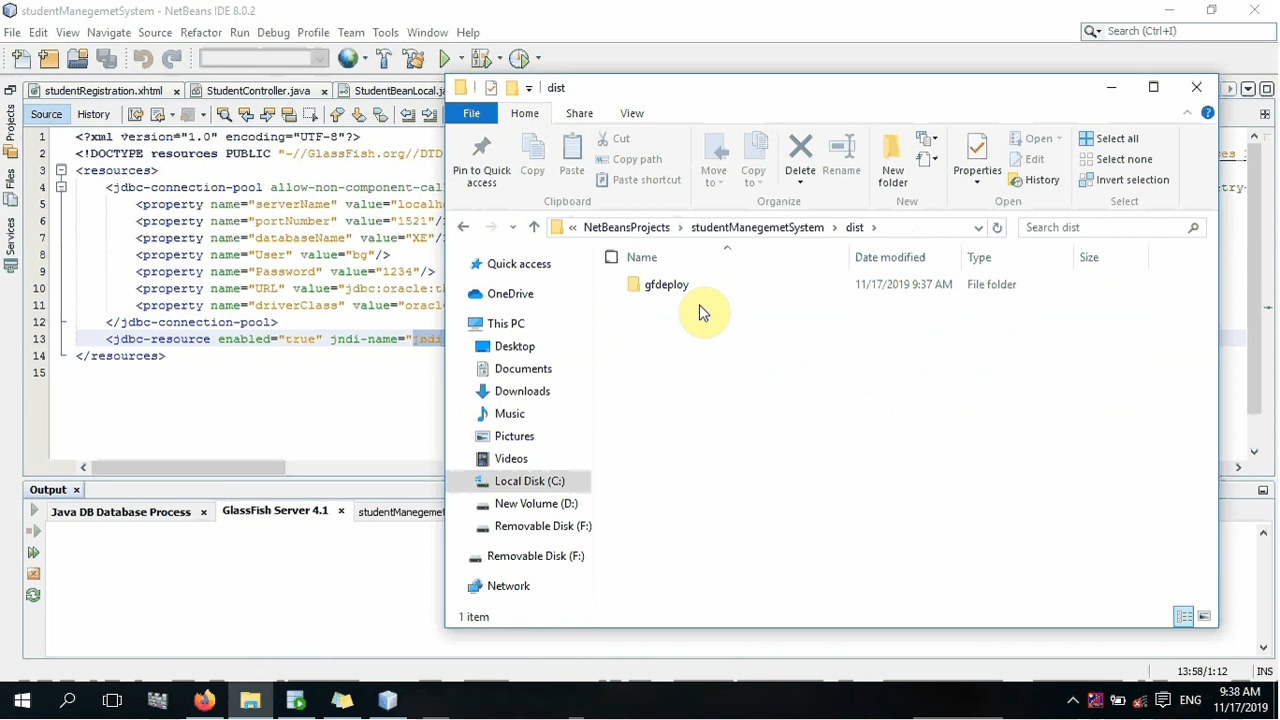 studentManegemetSystem - NetBeans IDE 8.0.2
File Edit View Navigate Source Refactor Run Debug Profile Team Tools Window Help
Search (Ctrl+I)
studentRegistration.xhtml × StudentController.java × StudentBeanLocal.ja
Source History
Projects
Files
Services
1 <?xml version="1.0" encoding="UTF-8"?>
2 <!DOCTYPE resources PUBLIC "-//GlassFish.org//DTD
3 <resources>
4 <jdbc-connection-pool allow-non-component-cal
5 <property name="serverName" value="localh
6 <property name="portNumber" value="1521"/
7 <property name="databaseName" value="XE"/
8 <property name="User" value="bg"/>
9 <property name="Password" value="1234"/>
10 <property name="URL" value="jdbc:oracle:th
11 <property name="driverClass" value="oracl
12 </jdbc-connection-pool>
13 <jdbc-resource enabled="true" jndi-name="jndi
14 </resources>
15
dist
File Home Share View
Pin to Quick access
Copy
Paste
Cut
Copy path
Paste shortcut
Clipboard
Move to
Copy to
Delete
Rename
Organize
New folder
New
Properties
Open
Edit
History
Open
Select all
Select none
Invert selection
Select
« NetBeansProjects > studentManegemetSystem > dist >
Search dist
Name Date modified Type Size
gfdeploy 11/17/2019 9:37 AM File folder
Quick access
OneDrive
This PC
Desktop
Documents
Downloads
Music
Pictures
Videos
Local Disk (C:)
New Volume (D:)
Removable Disk (F:)
Removable Disk (F:)
Network
1 item
Output ×
Java DB Database Process × GlassFish Server 4.1 × studentManegemet
13:58/1:12 INS
ENG
9:38 AM
11/17/2019